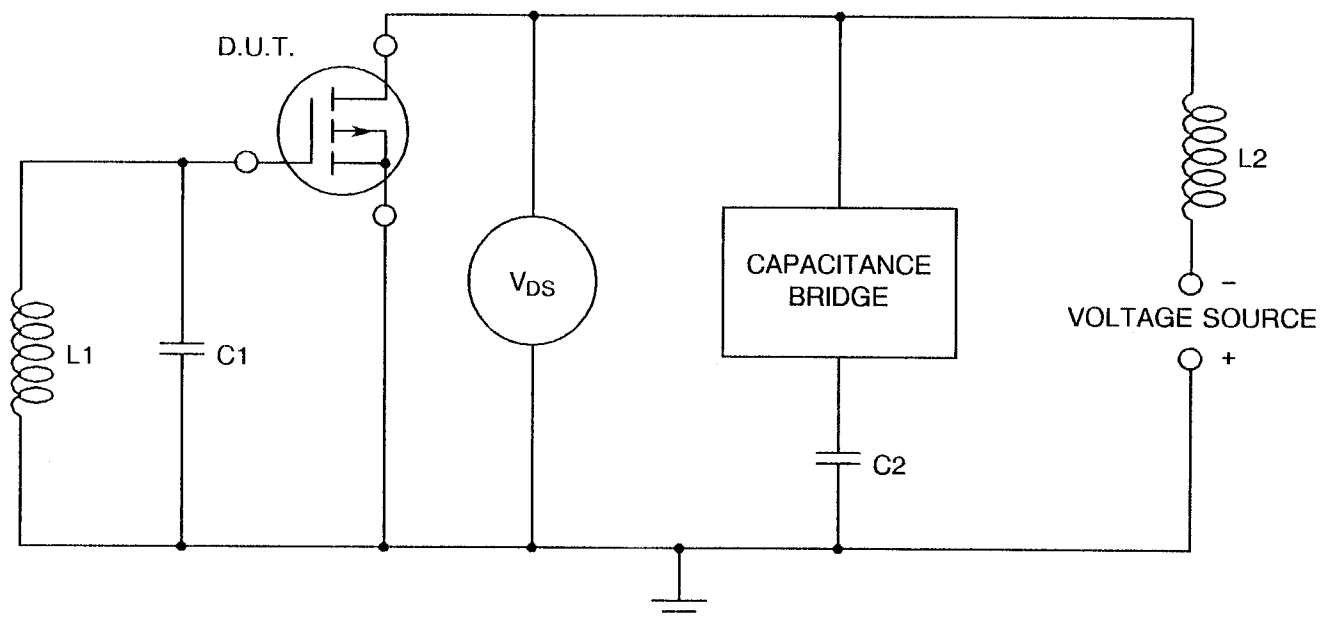 D.U.T.
L2
VDS
CAPACITANCE
BRIDGE
−
VOLTAGE SOURCE
+
L1
C1
C2